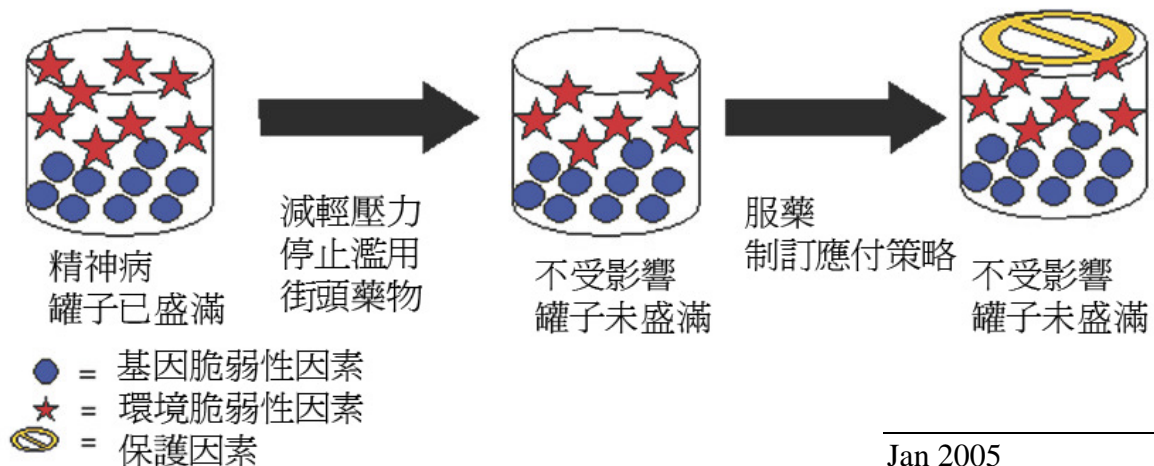 減輕壓力
停止濫用
街頭藥物
服藥
制訂應付策略
精神病
罐子已盛滿
不受影響
罐子未盛滿
不受影響
罐子未盛滿
= 基因脆弱性因素
= 環境脆弱性因素
= 保護因素
Jan 2005